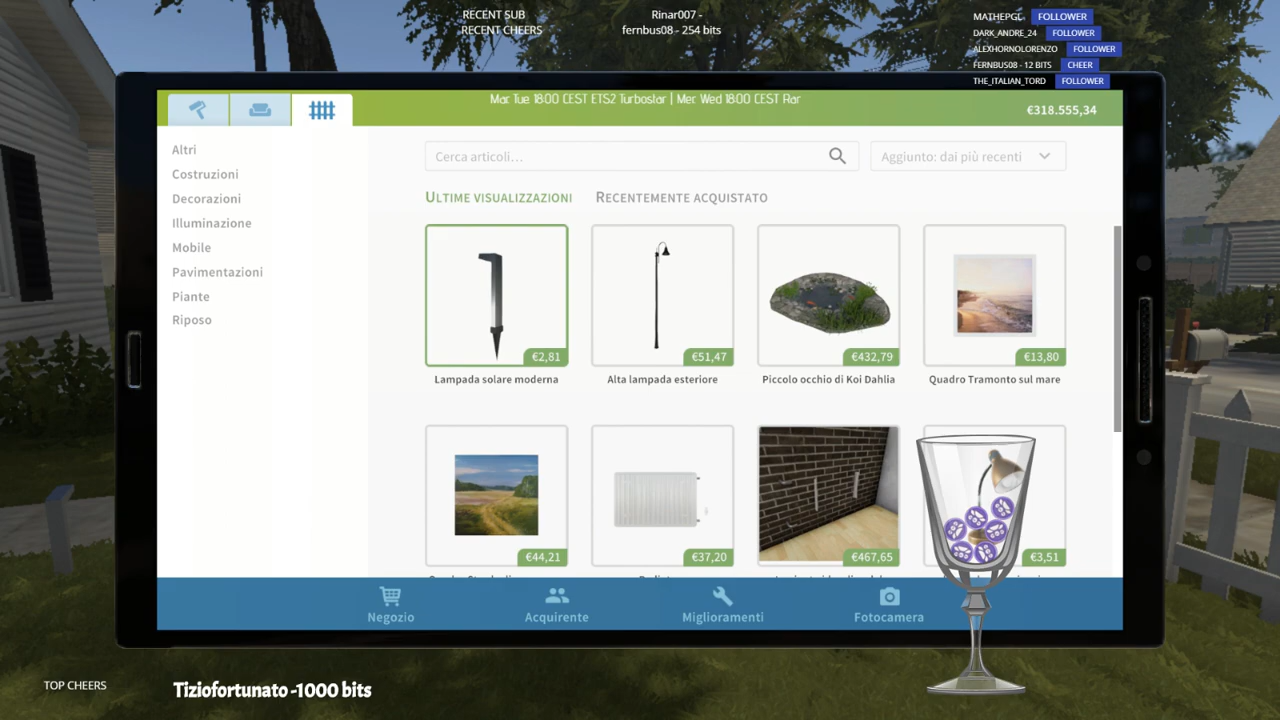 RECENT SUB
RECENT CHEERS
Rinar007 -
fernbus08 - 254 bits
MATHEPGL FOLLOWER
DARK_ANDRE_24 FOLLOWER
ALEXHORNOLORENZO FOLLOWER
FERNBUS08 - 12 BITS CHEER
THE_ITALIAN_TORD FOLLOWER
Mar. Tue 18:00 CEST ETS2 Turbostar | Mer. Wed 18:00 CEST Rar
€318.555,34
Altri
Costruzioni
Decorazioni
Illuminazione
Mobile
Pavimentazioni
Piante
Riposo
Cerca articoli...
Aggiunto: dai più recenti
Ultime visualizzazioni
Recentemente acquistato
€2,81
€51,47
€432,79
€13,80
Lampada solare moderna
Alta lampada esteriore
Piccolo occhio di Koi Dahlia
Quadro Tramonto sul mare
€44,21
€37,20
€467,65
€3,51
Negozio
Acquirente
Miglioramenti
Fotocamera
TOP CHEERS
Tiziofortunato -1000 bits